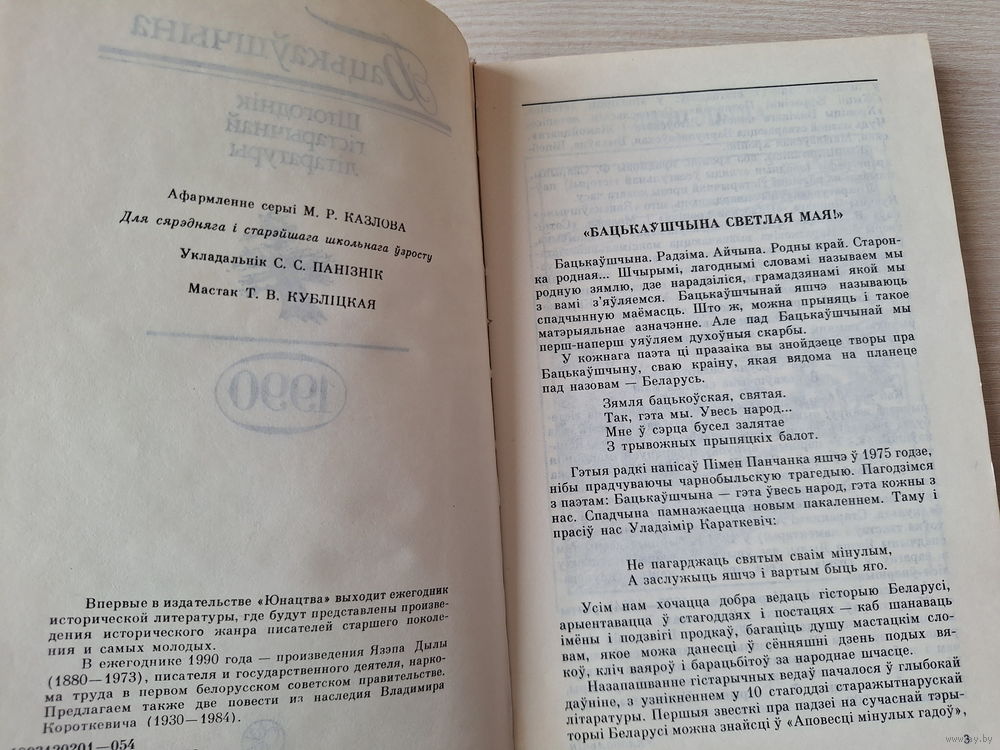 Бацькаўшчына
Штогоднік
гістарычнай
літаратуры
Афармленне серыі М. Р. КАЗЛОВА
Для сярэдняга і старэйшага школьнага ўзросту
Укладальнік С. С. ПАНІЗНІК
Мастак Т. В. КУБЛІЦКАЯ
1990
Впервые в издательстве «Юнацтва» выходит ежегодник
исторической литературы, где будут представлены произве-
дения исторического жанра писателей старшего поколе-
ния и самых молодых.
В ежегоднике 1990 года — произведения Язэпа Дылы
(1880—1973), писателя и государственного деятеля, нарко-
ма труда в первом белорусском советском правительстве.
Предлагаем также две повести из наследия Владимира
Короткевича (1930—1984).
«БАЦЬКАЎШЧЫНА СВЕТЛАЯ МАЯ!»
Бацькаўшчына. Радзіма. Айчына. Родны край. Старон-
ка родная... Шчырымі, лагоднымі словамі называем мы
родную зямлю, дзе нарадзіліся, грамадзянамі якой мы
з вамі з'яўляемся. Бацькаўшчынай яшчэ называюць
спадчынную маёмасць. Што ж, можна прыняць і такое
матэрыяльнае азначэнне. Але пад Бацькаўшчынай мы
перш-наперш уяўляем духоўныя скарбы.
У кожнага паэта ці празаіка вы знойдзеце творы пра
Бацькаўшчыну, сваю краіну, якая вядома на планеце
пад назовам — Беларусь.
Зямля бацькоўская, святая.
Так, гэта мы. Увесь народ...
Мне ў сэрца бусел залятае
З трывожных прыпяцкіх балот.
Гэтыя радкі напісаў Пімен Панчанка яшчэ ў 1975 годзе,
нібы прадчуваючы чарнобыльскую трагедыю. Пагодзімся
з паэтам: Бацькаўшчына — гэта ўвесь народ, гэта кожны з
нас. Спадчына памнажаецца новым пакаленнем. Таму і
прасіў нас Уладзімір Караткевіч:
Не пагарджаць святым сваім мінулым,
А заслужыць яшчэ і вартым быць яго.
Усім нам хочацца добра ведаць гісторыю Беларусі,
арыентавацца ў стагоддзях і постацях — каб шанаваць
імёны і подзвігі продкаў, багаціць душу мастацкім сло-
вам, якое можа данесці ў сённяшні дзень подых вя-
коў, кліч ваяроў і барацьбітоў за народнае шчасце.
Назапашванне гістарычных ведаў пачалося ў глыбокай
даўніне, з узнікненнем у 10 стагоддзі старажытнарускай
літаратуры. Першыя звесткі пра падзеі на сучаснай тэры-
торыі Беларусі можна знайсці ў «Аповесці мінулых гадоў»,
3
www.ay.by